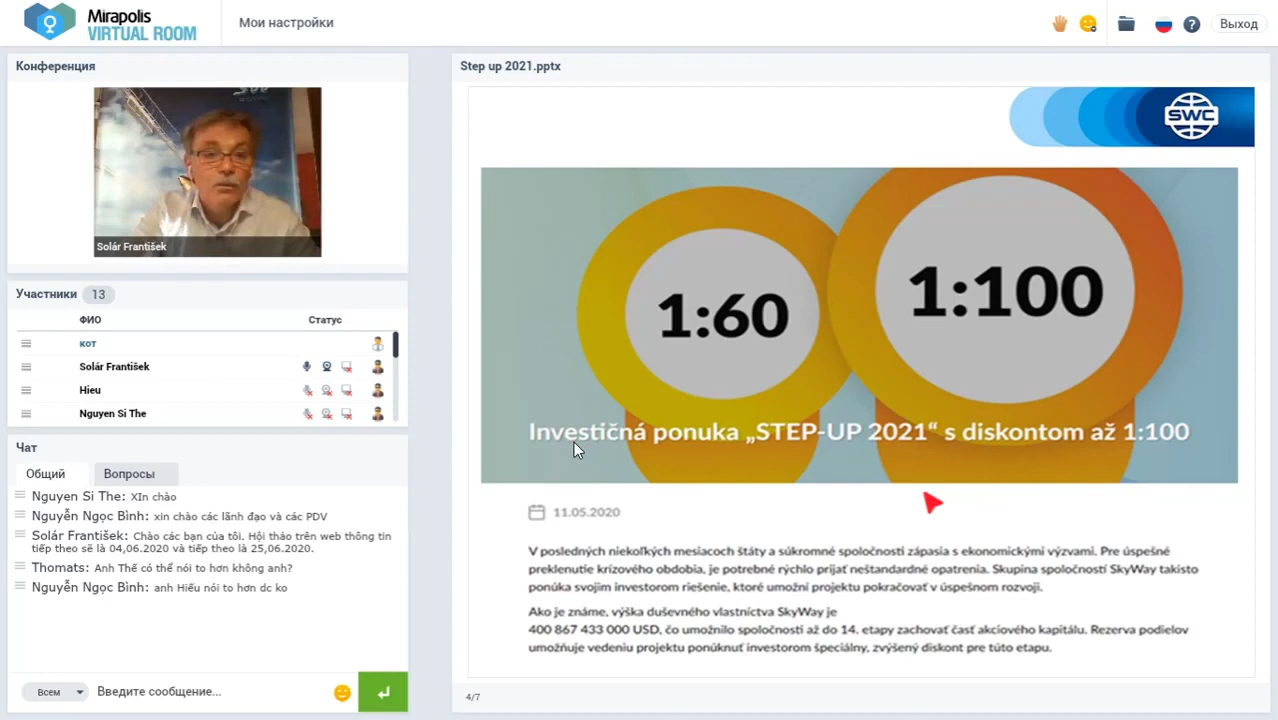 Mirapolis
VIRTUAL ROOM
Мои настройки
Выход
Конференция
Solár František
Участники 13
ФИО Статус
кот
Solár František
Hieu
Nguyen Si The
Чат
Общий Вопросы
Nguyen Si The: XIn chào
Nguyễn Ngọc Bình: xin chào các lãnh đạo và các PDV
Solár František: Chào các bạn của tôi. Hội thảo trên web thông tin
tiếp theo sẽ là 04,06.2020 và tiếp theo là 25,06.2020.
Thomats: Anh Thế có thể nói to hơn không anh?
Nguyễn Ngọc Bình: anh Hiếu nói to hơn dc ko
Всем Введите сообщение...
Step up 2021.pptx
SWC
1:60
1:100
Investičná ponuka „STEP-UP 2021“ s diskontom až 1:100
11.05.2020
V posledných niekoľkých mesiacoch štáty a súkromné spoločnosti zápasia s ekonomickými výzvami. Pre úspešné
preklenutie krízového obdobia, je potrebné rýchlo prijať neštandardné opatrenia. Skupina spoločností SkyWay takisto
ponúka svojim investorom riešenie, ktoré umožní projektu pokračovať v úspešnom rozvoji.
Ako je známe, výška duševného vlastníctva SkyWay je
400 867 433 000 USD, čo umožnilo spoločnosti až do 14. etapy zachovať časť akciového kapitálu. Rezerva podielov
umožňuje vedeniu projektu ponúknuť investorom špeciálny, zvýšený diskont pre túto etapu.
4/7